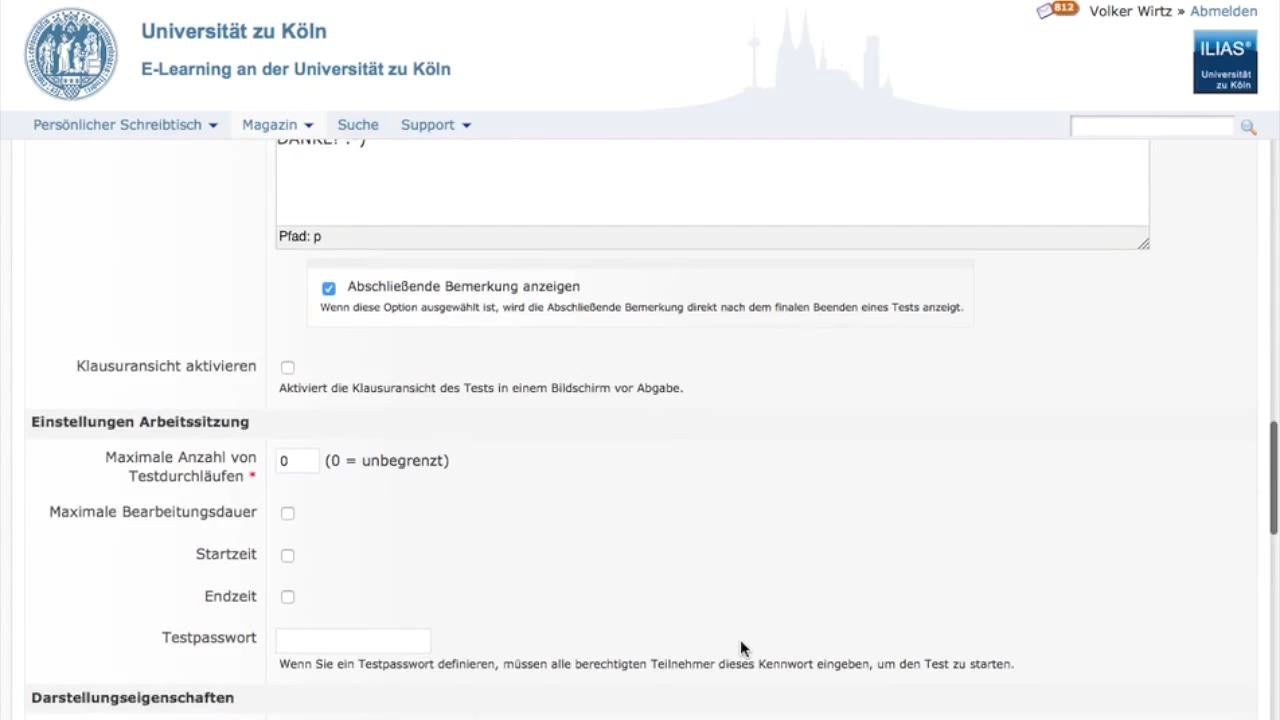 812
Volker Wirtz » Abmelden
Universität zu Köln
E-Learning an der Universität zu Köln
ILIAS®
Universität
zu Köln
Persönlicher Schreibtisch
Magazin
Suche
Support
DANKE! :-)
Pfad: p
Abschließende Bemerkung anzeigen
Wenn diese Option ausgewählt ist, wird die Abschließende Bemerkung direkt nach dem finalen Beenden eines Tests anzeigt.
Klausuransicht aktivieren
Aktiviert die Klausuransicht des Tests in einem Bildschirm vor Abgabe.
Einstellungen Arbeitssitzung
Maximale Anzahl von
Testdurchläufen *
0 (0 = unbegrenzt)
Maximale Bearbeitungsdauer
Startzeit
Endzeit
Testpasswort
Wenn Sie ein Testpasswort definieren, müssen alle berechtigten Teilnehmer dieses Kennwort eingeben, um den Test zu starten.
Darstellungseigenschaften